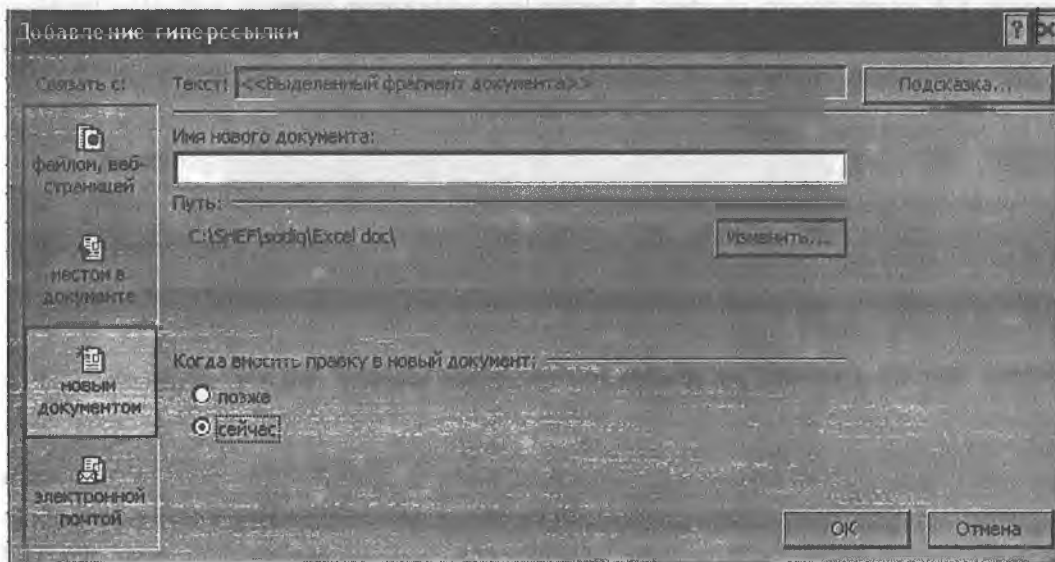 Добавление гиперссылки
Связать с:
Текст: <<Выделенный фрагмент документа>>
Подсказка...
файлом, веб-
страницей
Имя нового документа:
Путь:
C:\SHEF\sodiq\Excel doc\
Изменить...
местом в
документе
новым
документом
Когда вносить правку в новый документ:
позже
сейчас
электронной
почтой
ОК
Отмена